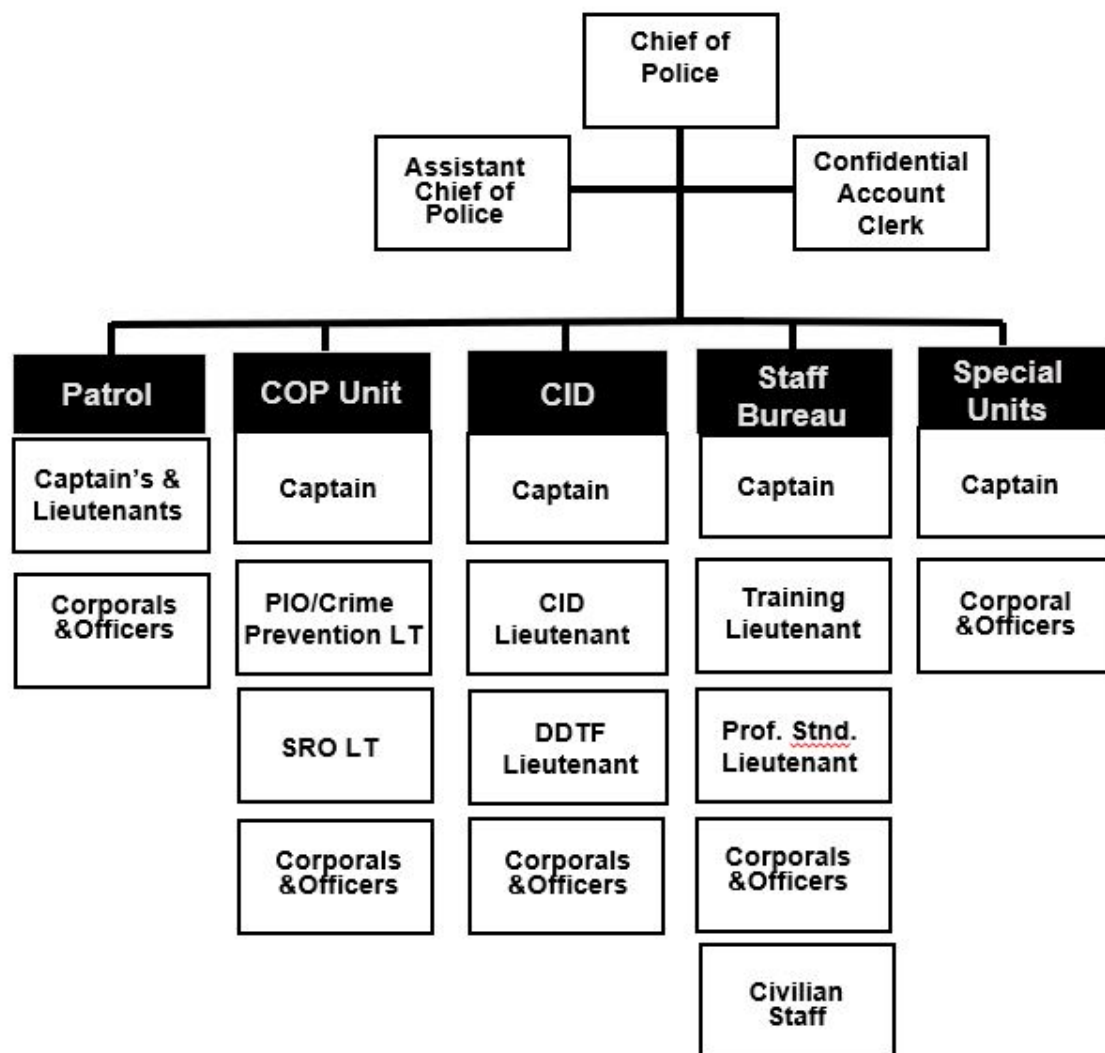 Chief of
Police
Assistant
Chief of
Police
Confidential
Account
Clerk
Patrol
Captain’s &
Lieutenants
Corporals
&Officers
COP Unit
Captain
PIO/Crime
Prevention LT
SRO LT
Corporals
&Officers
CID
Captain
CID
Lieutenant
DDTF
Lieutenant
Corporals
&Officers
Staff
Bureau
Captain
Training
Lieutenant
Prof. Stnd.
Lieutenant
Corporals
&Officers
Civilian
Staff
Special
Units
Captain
Corporal
&Officers